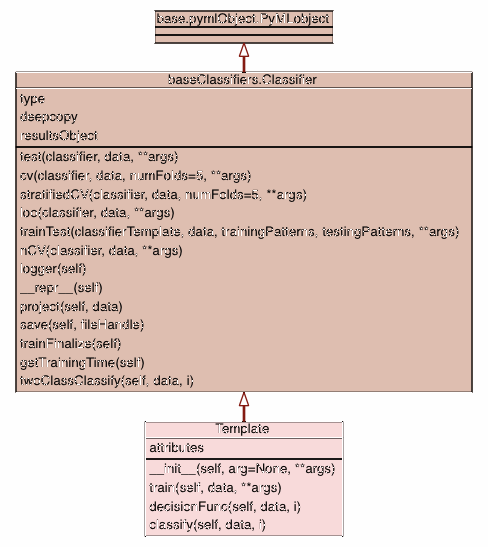 base.pymlObject.PyMLobject
baseClassifiers.Classifier
type
deepcopy
resultsObject
test(classifier, data, **args)
cv(classifier, data, numFolds=5, **args)
stratifiedCV(classifier, data, numFolds=5, **args)
loo(classifier, data, **args)
trainTest(classifierTemplate, data, trainingPatterns, testingPatterns, **args)
nCV(classifier, data, **args)
logger(self)
__repr__(self)
project(self, data)
save(self, fileHandle)
trainFinalize(self)
getTrainingTime(self)
twoClassClassify(self, data, i)
Template
attributes
__init__(self, arg=None, **args)
train(self, data, **args)
decisionFunc(self, data, i)
classify(self, data, i)